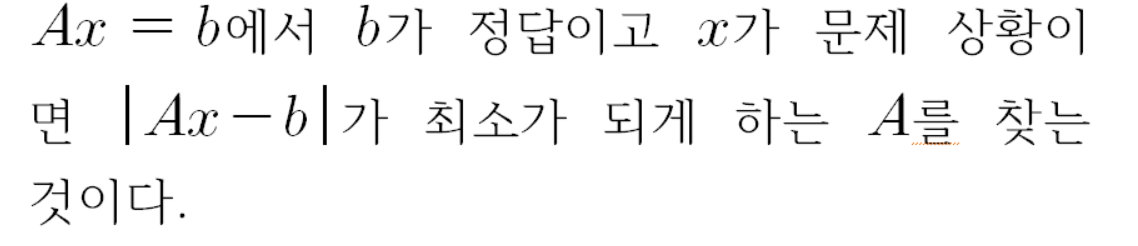 Ax = b에서 b가 정답이고 x가 문제 상황이
면 |Ax − b|가 최소가 되게 하는 A를 찾는
것이다.